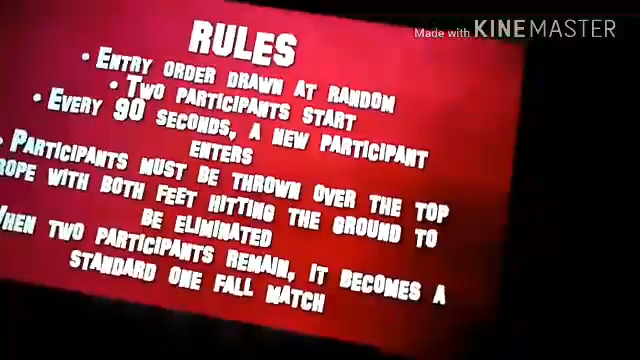 Made with KINEMASTER
RULES
• ENTRY ORDER DRAWN AT RANDOM
• TWO PARTICIPANTS START
• EVERY 90 SECONDS, A NEW PARTICIPANT
ENTERS
• PARTICIPANTS MUST BE THROWN OVER THE TOP
ROPE WITH BOTH FEET HITTING THE GROUND TO
BE ELIMINATED
WHEN TWO PARTICIPANTS REMAIN, IT BECOMES A
STANDARD ONE FALL MATCH